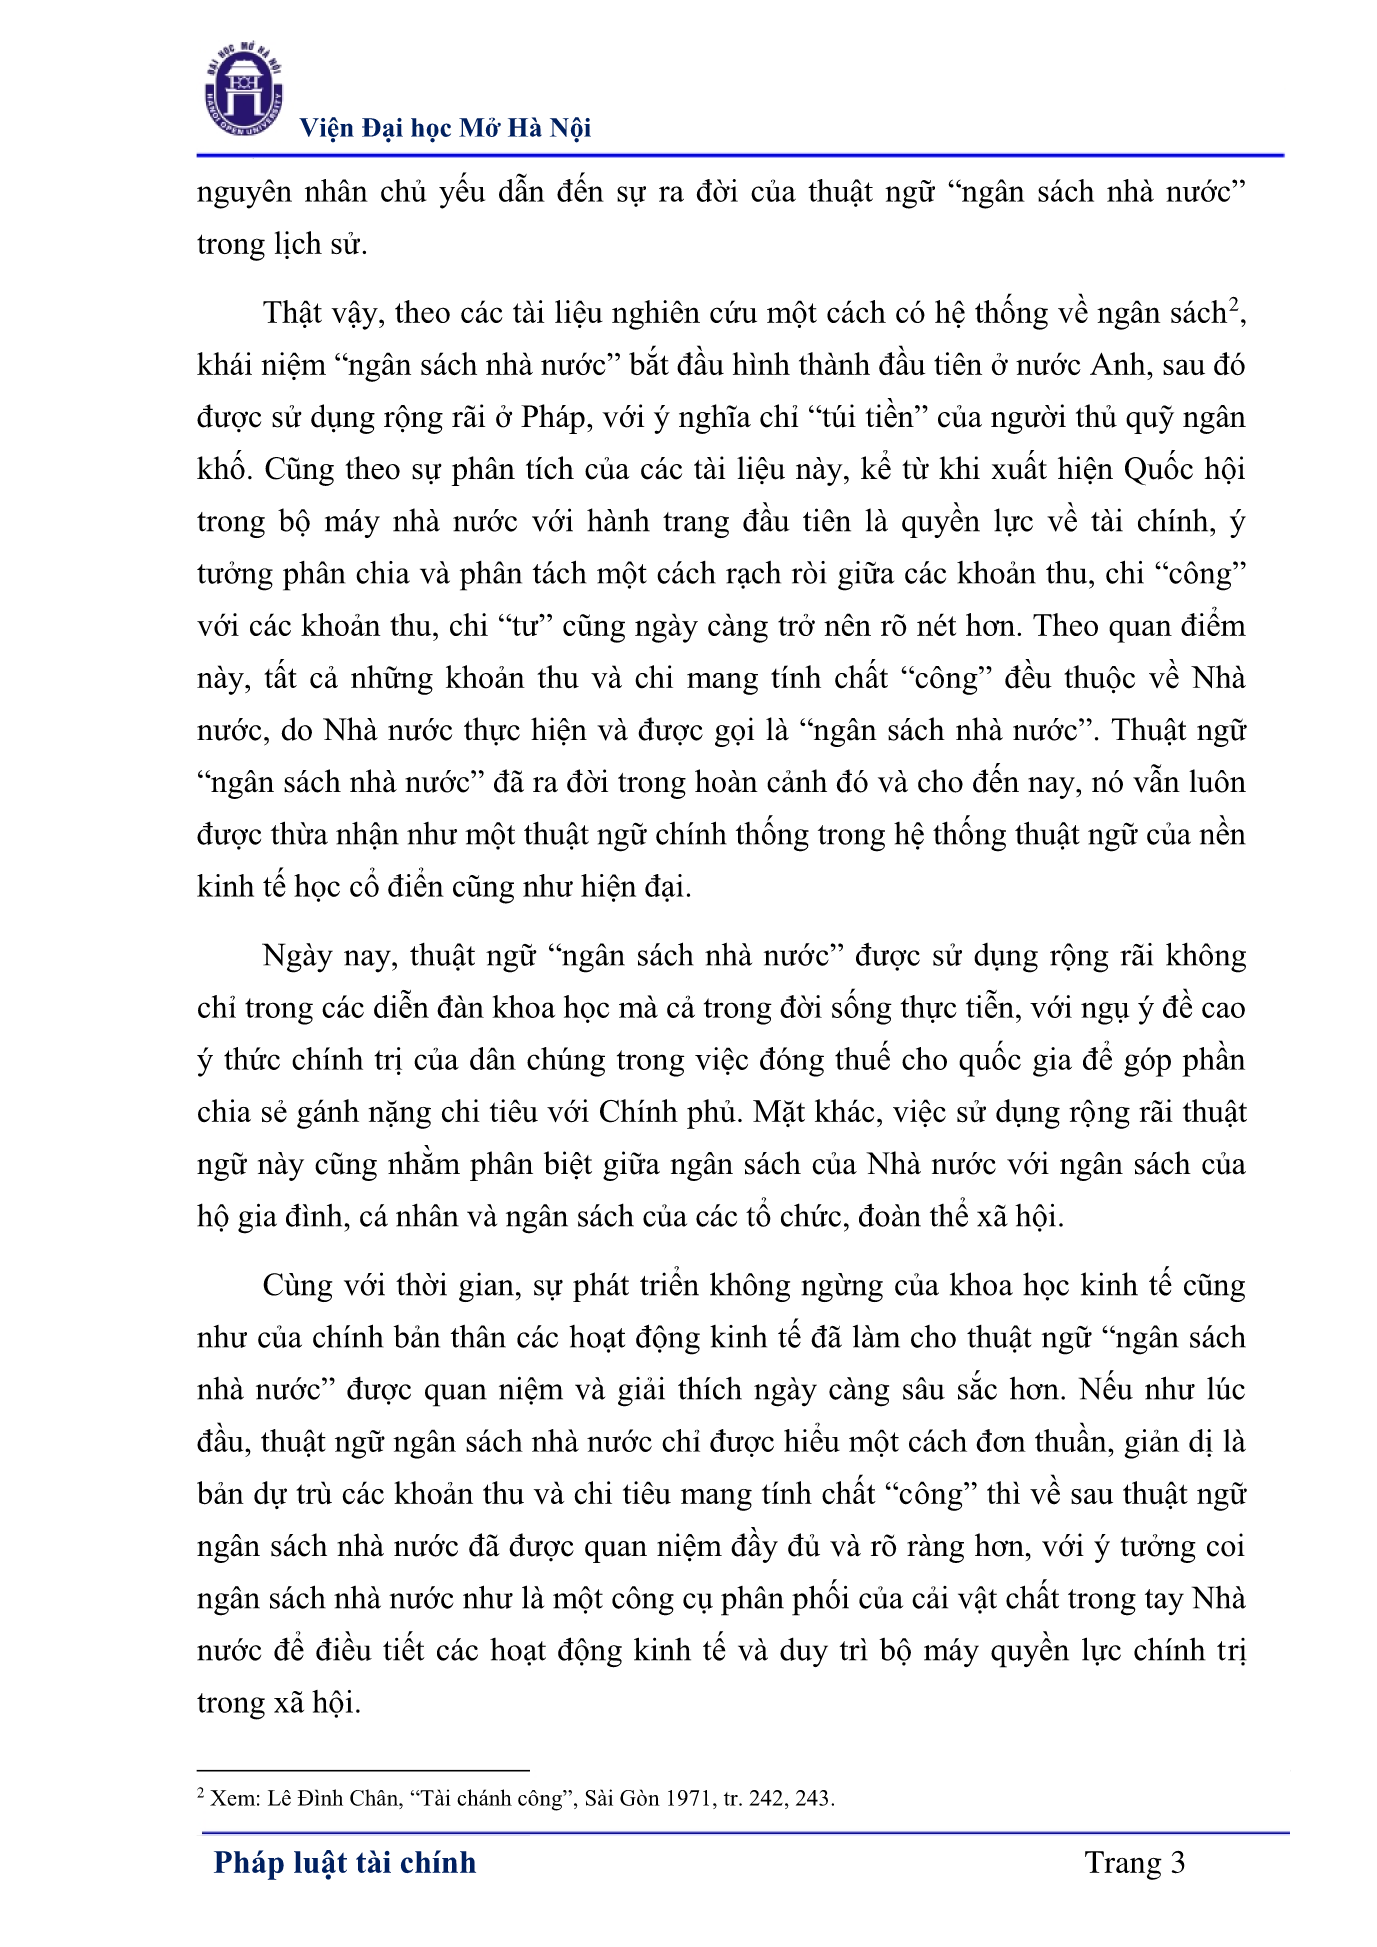 ĐẠI HỌC MỞ HÀ NỘI
HANOI OPEN UNIVERSITY
Viện Đại học Mở Hà Nội
nguyên nhân chủ yếu dẫn đến sự ra đời của thuật ngữ “ngân sách nhà nước”
trong lịch sử.
Thật vậy, theo các tài liệu nghiên cứu một cách có hệ thống về ngân sách²,
khái niệm “ngân sách nhà nước” bắt đầu hình thành đầu tiên ở nước Anh, sau đó
được sử dụng rộng rãi ở Pháp, với ý nghĩa chỉ “túi tiền” của người thủ quỹ ngân
khố. Cũng theo sự phân tích của các tài liệu này, kể từ khi xuất hiện Quốc hội
trong bộ máy nhà nước với hành trang đầu tiên là quyền lực về tài chính, ý
tưởng phân chia và phân tách một cách rạch ròi giữa các khoản thu, chi “công”
với các khoản thu, chi “tư” cũng ngày càng trở nên rõ nét hơn. Theo quan điểm
này, tất cả những khoản thu và chi mang tính chất “công” đều thuộc về Nhà
nước, do Nhà nước thực hiện và được gọi là “ngân sách nhà nước”. Thuật ngữ
“ngân sách nhà nước” đã ra đời trong hoàn cảnh đó và cho đến nay, nó vẫn luôn
được thừa nhận như một thuật ngữ chính thống trong hệ thống thuật ngữ của nền
kinh tế học cổ điển cũng như hiện đại.
Ngày nay, thuật ngữ “ngân sách nhà nước” được sử dụng rộng rãi không
chỉ trong các diễn đàn khoa học mà cả trong đời sống thực tiễn, với ngụ ý đề cao
ý thức chính trị của dân chúng trong việc đóng thuế cho quốc gia để góp phần
chia sẻ gánh nặng chi tiêu với Chính phủ. Mặt khác, việc sử dụng rộng rãi thuật
ngữ này cũng nhằm phân biệt giữa ngân sách của Nhà nước với ngân sách của
hộ gia đình, cá nhân và ngân sách của các tổ chức, đoàn thể xã hội.
Cùng với thời gian, sự phát triển không ngừng của khoa học kinh tế cũng
như của chính bản thân các hoạt động kinh tế đã làm cho thuật ngữ “ngân sách
nhà nước” được quan niệm và giải thích ngày càng sâu sắc hơn. Nếu như lúc
đầu, thuật ngữ ngân sách nhà nước chỉ được hiểu một cách đơn thuần, giản dị là
bản dự trù các khoản thu và chi tiêu mang tính chất “công” thì về sau thuật ngữ
ngân sách nhà nước đã được quan niệm đầy đủ và rõ ràng hơn, với ý tưởng coi
ngân sách nhà nước như là một công cụ phân phối của cải vật chất trong tay Nhà
nước để điều tiết các hoạt động kinh tế và duy trì bộ máy quyền lực chính trị
trong xã hội.
² Xem: Lê Đình Chân, “Tài chánh công”, Sài Gòn 1971, tr. 242, 243.
Pháp luật tài chính Trang 3